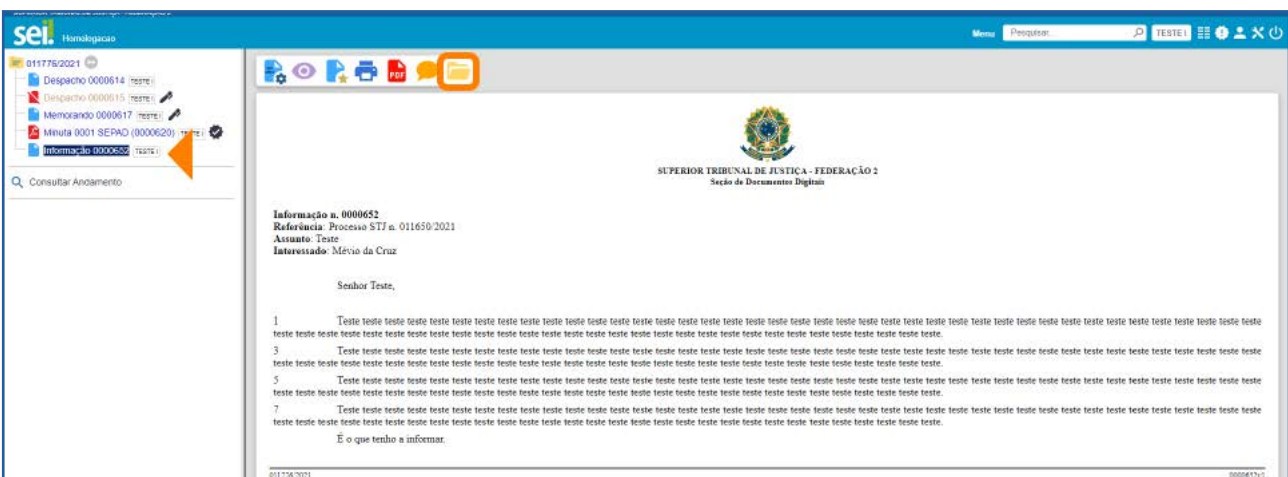 sei. Homologacao
Menu Pesquisar... TESTE I
011776/2021
Despacho 0000614 TESTE I
Despacho 0000615 TESTE I
Memorando 0000617 TESTE I
Minuta 0001 SEPAD (0000620)
Informação 0000652 TESTE I
Consultar Andamento
PDF
SUPERIOR TRIBUNAL DE JUSTIÇA - FEDERAÇÃO 2
Seção de Documentos Digitais
Informação n. 0000652
Referência: Processo STJ n. 011650/2021
Assunto: Teste
Interessado: Mévio da Cruz
Senhor Teste,
1 Teste teste teste teste teste teste teste teste teste teste teste teste teste teste teste teste teste teste teste teste teste teste teste teste teste teste teste teste teste teste teste teste teste teste teste teste teste teste teste teste teste
teste teste teste teste teste teste teste teste teste teste teste teste teste teste teste teste teste teste teste teste teste teste teste teste teste teste teste teste teste teste.
3 Teste teste teste teste teste teste teste teste teste teste teste teste teste teste teste teste teste teste teste teste teste teste teste teste teste teste teste teste teste teste teste teste teste teste teste teste teste teste teste teste teste
teste teste teste teste teste teste teste teste teste teste teste teste teste teste teste teste teste teste teste teste teste teste teste teste teste teste teste teste teste teste.
5 Teste teste teste teste teste teste teste teste teste teste teste teste teste teste teste teste teste teste teste teste teste teste teste teste teste teste teste teste teste teste teste teste teste teste teste teste teste teste teste teste teste
teste teste teste teste teste teste teste teste teste teste teste teste teste teste teste teste teste teste teste teste teste teste teste teste teste teste teste teste teste teste.
7 Teste teste teste teste teste teste teste teste teste teste teste teste teste teste teste teste teste teste teste teste teste teste teste teste teste teste teste teste teste teste teste teste teste teste teste teste teste teste teste teste teste
teste teste teste teste teste teste teste teste teste teste teste teste teste teste teste teste teste teste teste teste teste teste teste teste teste teste teste teste teste teste.
É o que tenho a informar.
011776/2021 0000652v1